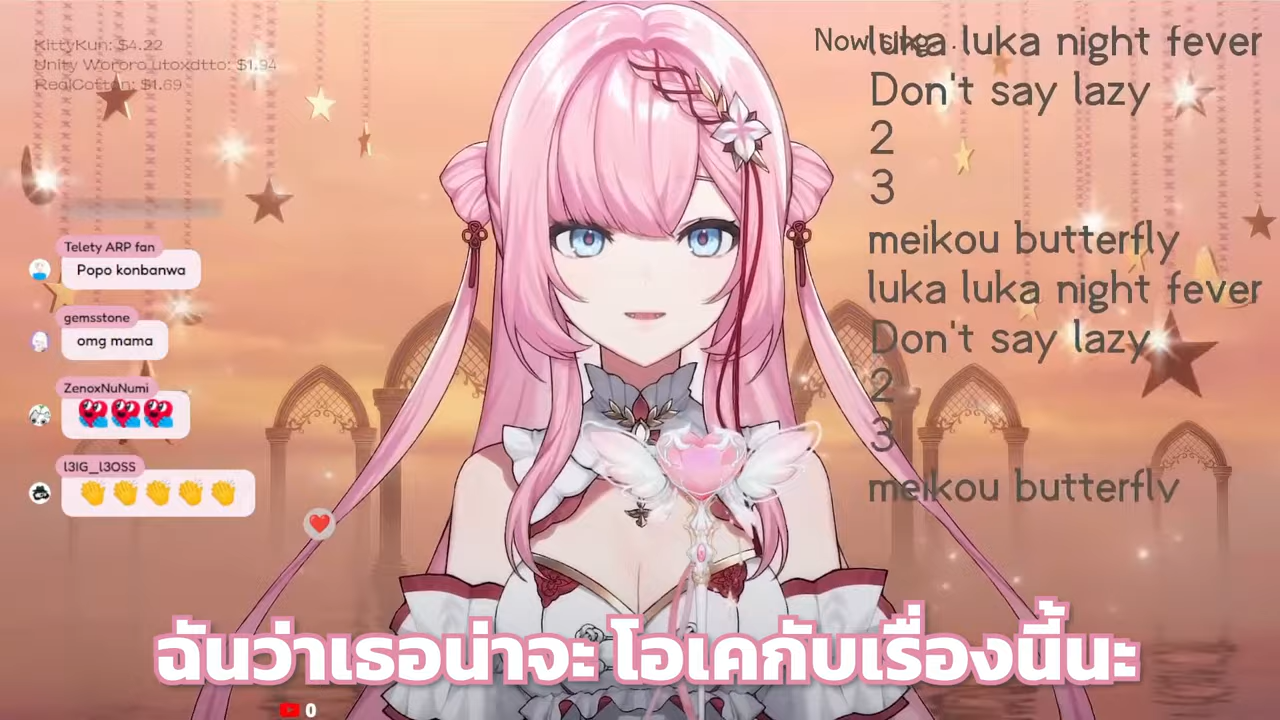 KittyKun: $4.22
Unity Wororo utoxdtto: $1.94
RealCotton: $1.69
Telety ARP fan
Popo konbanwa
gemsstone
omg mama
ZenoxNuNumi
l3IG_l3OSS
Now
luka luka night fever
Don't say lazy
2
3
meikou butterfly
luka luka night fever
Don't say lazy
2
3
meikou butterfly
ฉันว่าเธอน่าจะ โอเคกับเรื่องนี้นะ
0